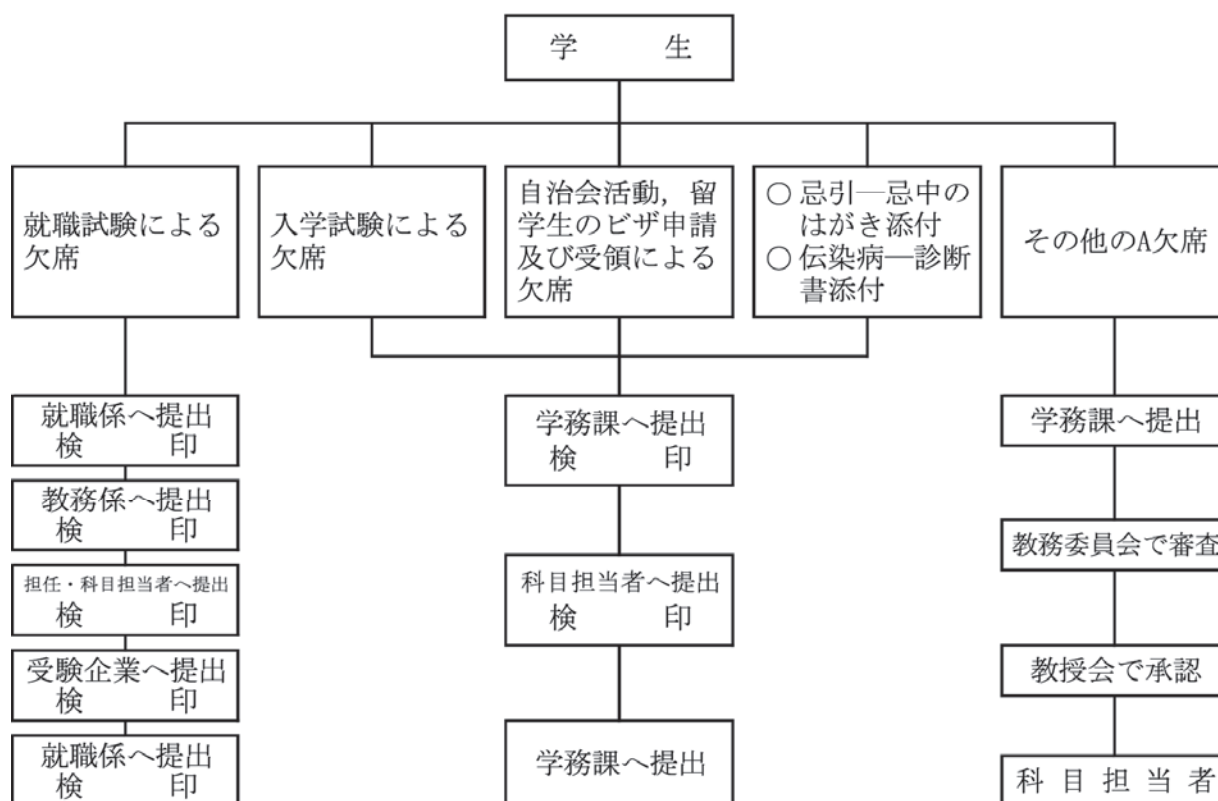 学 生
就職試験による
欠席
入学試験による
欠席
自治会活動，留
学生のビザ申請
及び受領による
欠席
○ 忌引―忌中の
はがき添付
○ 伝染病―診断
書添付
その他のA欠席
就職係へ提出
検 印
教務係へ提出
検 印
担任・科目担当者へ提出
検 印
受験企業へ提出
検 印
就職係へ提出
検 印
学務課へ提出
検 印
科目担当者へ提出
検 印
学務課へ提出
学務課へ提出
教務委員会で審査
教授会で承認
科 目 担 当 者